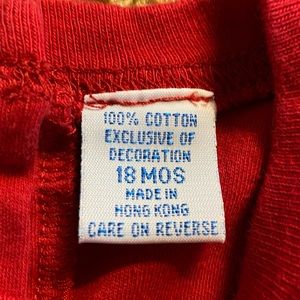 100% COTTON
EXCLUSIVE OF
DECORATION
18 MOS
MADE IN
HONG KONG
CARE ON REVERSE